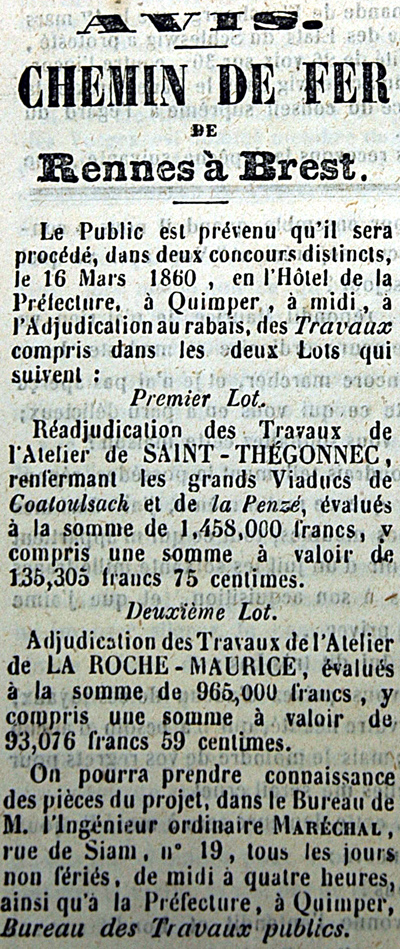 AVIS.
CHEMIN DE FER
DE
Rennes à Brest.
Le Public est prévenu qu'il sera
procédé, dans deux concours distincts,
le 16 Mars 1860, en l'Hôtel de la
Préfecture, à Quimper, à midi, à
l'Adjudication au rabais, des Travaux
compris dans les deux Lots qui
suivent :
Premier Lot.
Réadjudication des Travaux de
l'Atelier de SAINT-THÉGONNEC,
renfermant les grands Viaducs de
Coatoulsach et de la Penzé, évalués
à la somme de 1,458,000 francs, y
compris une somme à valoir de
135,305 francs 75 centimes.
Deuxième Lot.
Adjudication des Travaux de l'Atelier
de LA ROCHE-MAURICE, évalués
à la somme de 965,000 francs, y
compris une somme à valoir de
93,076 francs 59 centimes.
On pourra prendre connaissance
des pièces du projet, dans le Bureau de
M. l'Ingénieur ordinaire MARÉCHAL,
rue de Siam, n° 19, tous les jours
non fériés, de midi à quatre heures,
ainsi qu'à la Préfecture, à Quimper,
Bureau des Travaux publics.